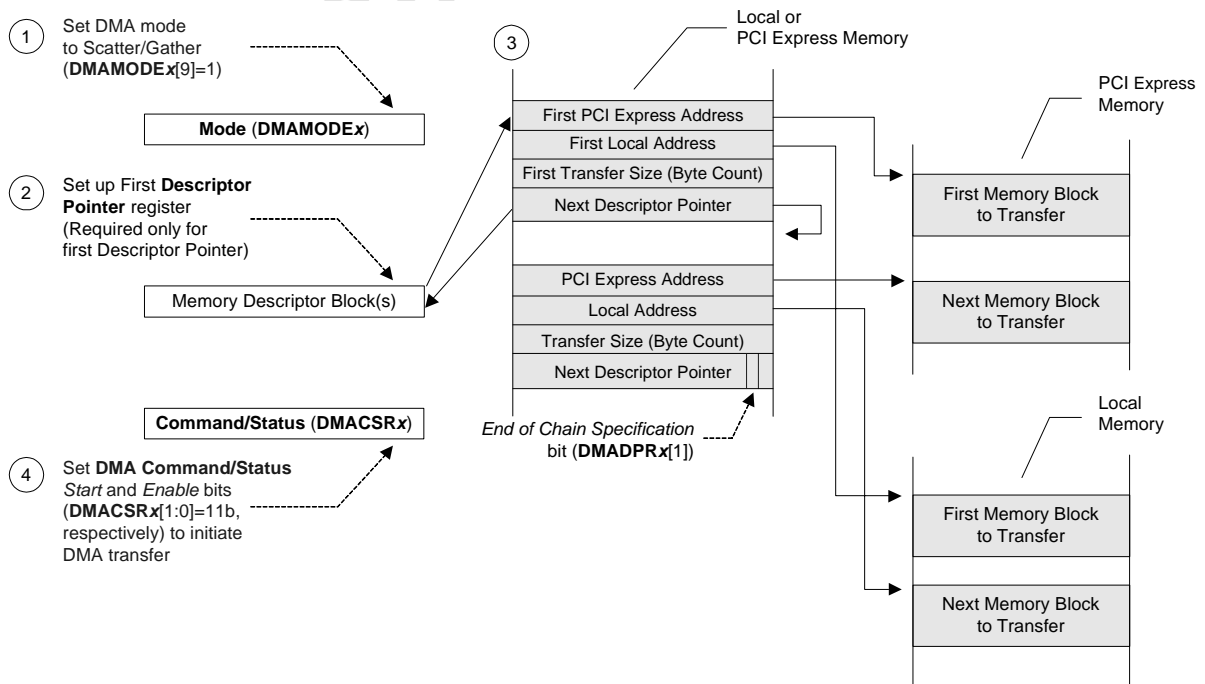 1
Set DMA mode
to Scatter/Gather
(DMAMODEx[9]=1)
Mode (DMAMODEx)
2
Set up First Descriptor
Pointer register
(Required only for
first Descriptor Pointer)
Memory Descriptor Block(s)
Command/Status (DMACSRx)
4
Set DMA Command/Status
Start and Enable bits
(DMACSRx[1:0]=11b,
respectively) to initiate
DMA transfer
3
Local or
PCI Express Memory
First PCI Express Address
First Local Address
First Transfer Size (Byte Count)
Next Descriptor Pointer
PCI Express Address
Local Address
Transfer Size (Byte Count)
Next Descriptor Pointer
End of Chain Specification
bit (DMADPRx[1])
PCI Express
Memory
First Memory Block
to Transfer
Next Memory Block
to Transfer
Local
Memory
First Memory Block
to Transfer
Next Memory Block
to Transfer